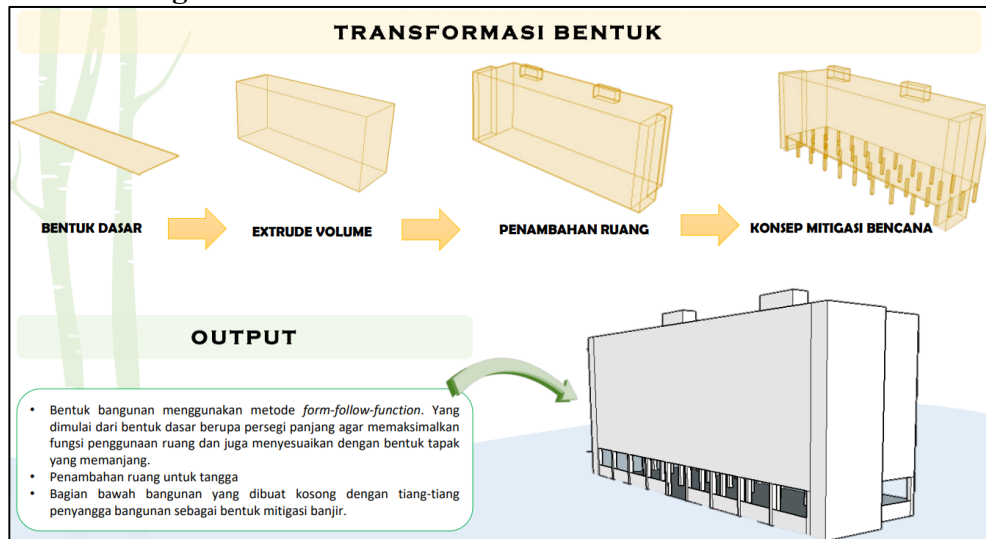 TRANSFORMASI BENTUK
BENTUK DASAR
EXTRUDE VOLUME
PENAMBAHAN RUANG
KONSEP MITIGASI BENCANA
OUTPUT
• Bentuk bangunan menggunakan metode form-follow-function. Yang
dimulai dari bentuk dasar berupa persegi panjang agar memaksimalkan
fungsi penggunaan ruang dan juga menyesuaikan dengan bentuk tapak
yang memanjang.
• Penambahan ruang untuk tangga
• Bagian bawah bangunan yang dibuat kosong dengan tiang-tiang
penyangga bangunan sebagai bentuk mitigasi banjir.